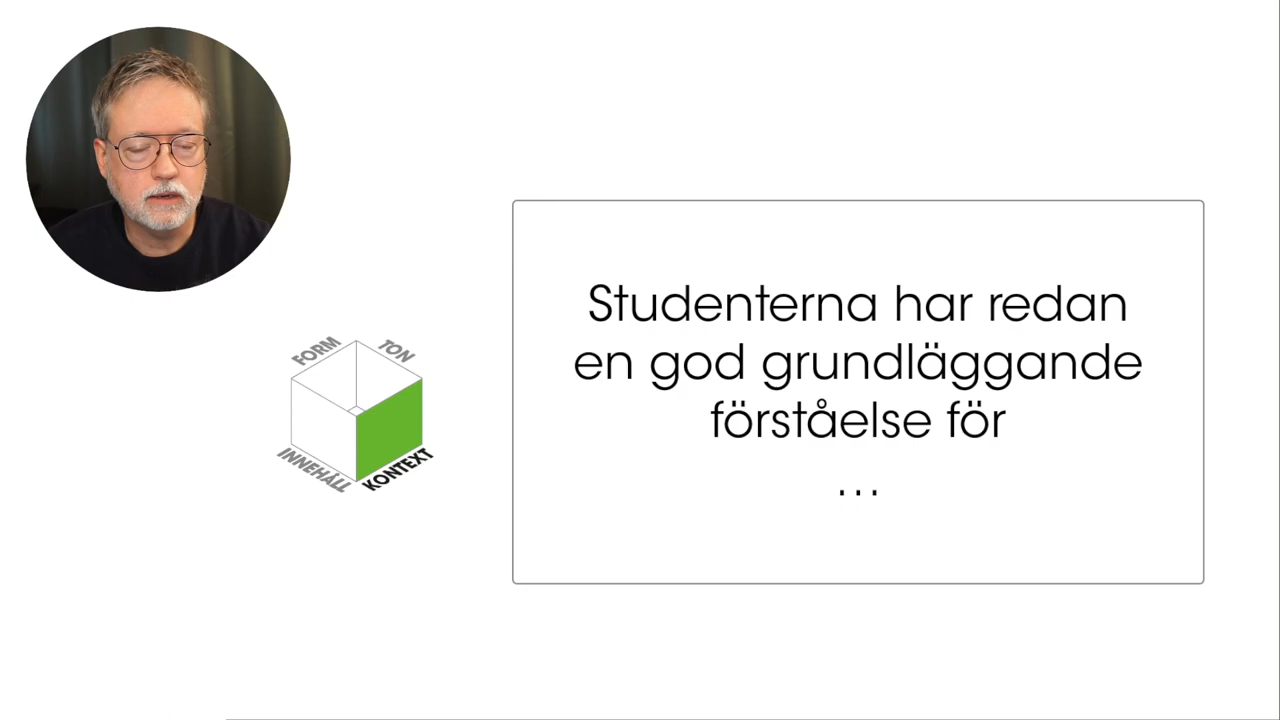 FORM
TON
INNEHÅLL
KONTEXT
Studenterna har redan
en god grundläggande
förståelse för
...